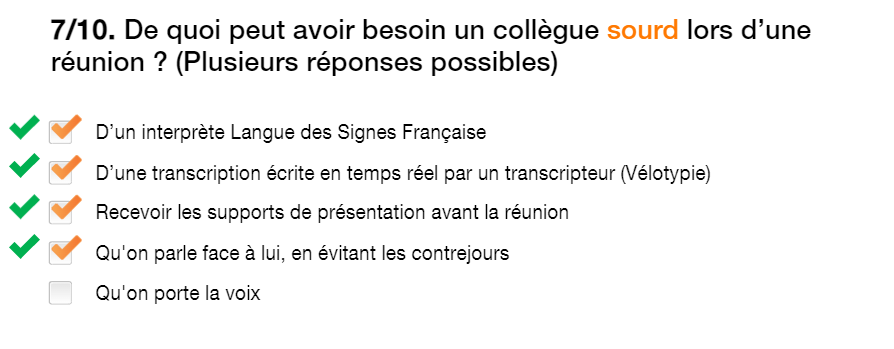 7/10. De quoi peut avoir besoin un collègue sourd lors d’une
réunion ? (Plusieurs réponses possibles)
D’un interprète Langue des Signes Française
D’une transcription écrite en temps réel par un transcripteur (Vélotypie)
Recevoir les supports de présentation avant la réunion
Qu'on parle face à lui, en évitant les contrejours
Qu'on porte la voix